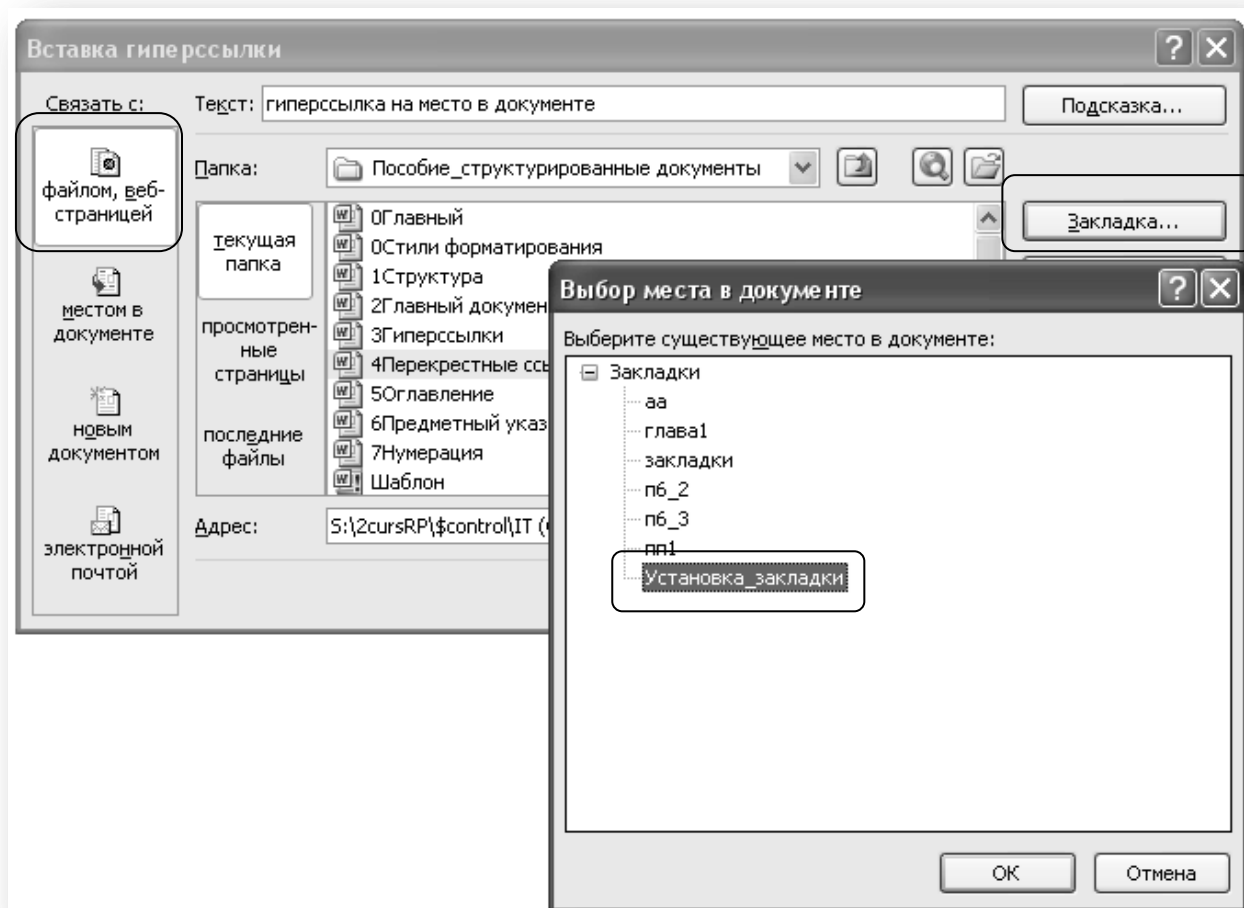 Вставка гиперссылки
Связать с:
Текст: гиперссылка на место в документе
Подсказка...
файлом, веб-
страницей
местом в
документе
новым
документом
электронной
почтой
Папка: Пособие_структурированные документы
текущая
папка
просмотрен-
ные
страницы
последние
файлы
0Главный
0Стили форматирования
1Структура
2Главный докумен
3Гиперссылки
4Перекрестные ссы
5Оглавление
6Предметный указ
7Нумерация
Шаблон
Закладка...
Адрес: S:\2cursRP\$control\IT (
Выбор места в документе
Выберите существующее место в документе:
Закладки
аа
глава1
закладки
п6_2
п6_3
пп1
Установка_закладки
ОК
Отмена